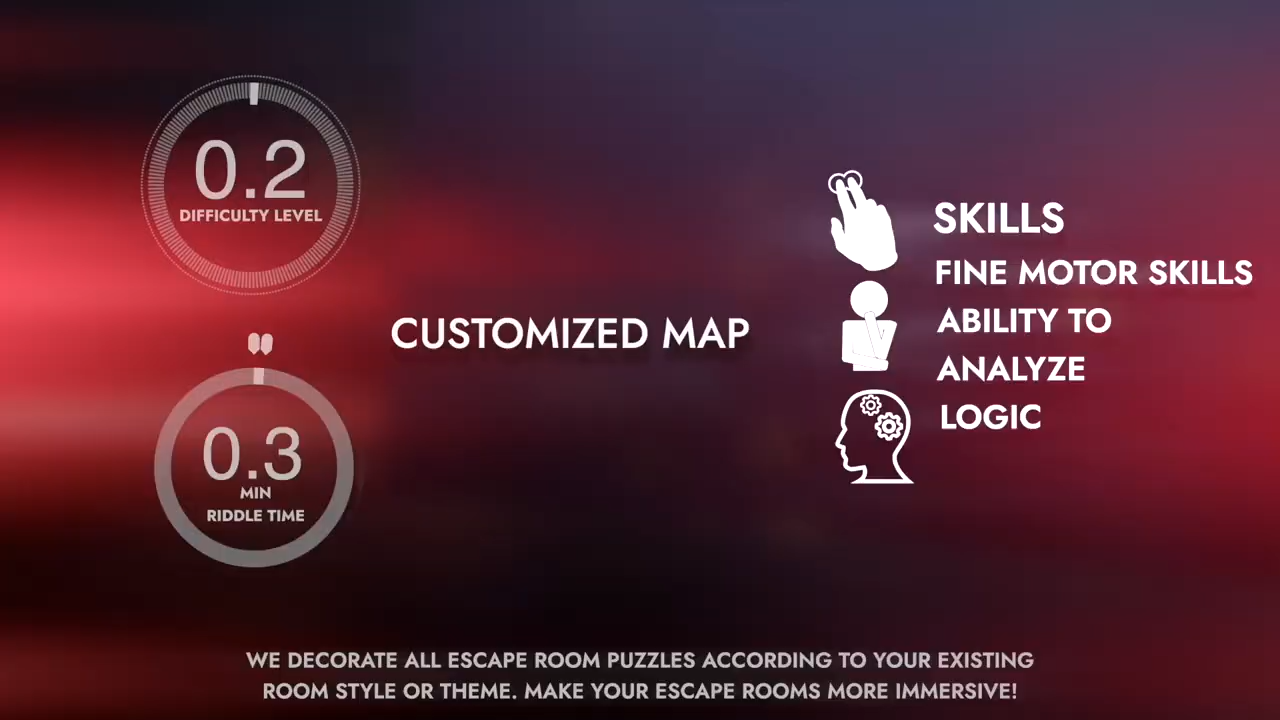 0.2
DIFFICULTY LEVEL
0.3
MIN
RIDDLE TIME
CUSTOMIZED MAP
SKILLS
FINE MOTOR SKILLS
ABILITY TO
ANALYZE
LOGIC
WE DECORATE ALL ESCAPE ROOM PUZZLES ACCORDING TO YOUR EXISTING
ROOM STYLE OR THEME. MAKE YOUR ESCAPE ROOMS MORE IMMERSIVE!